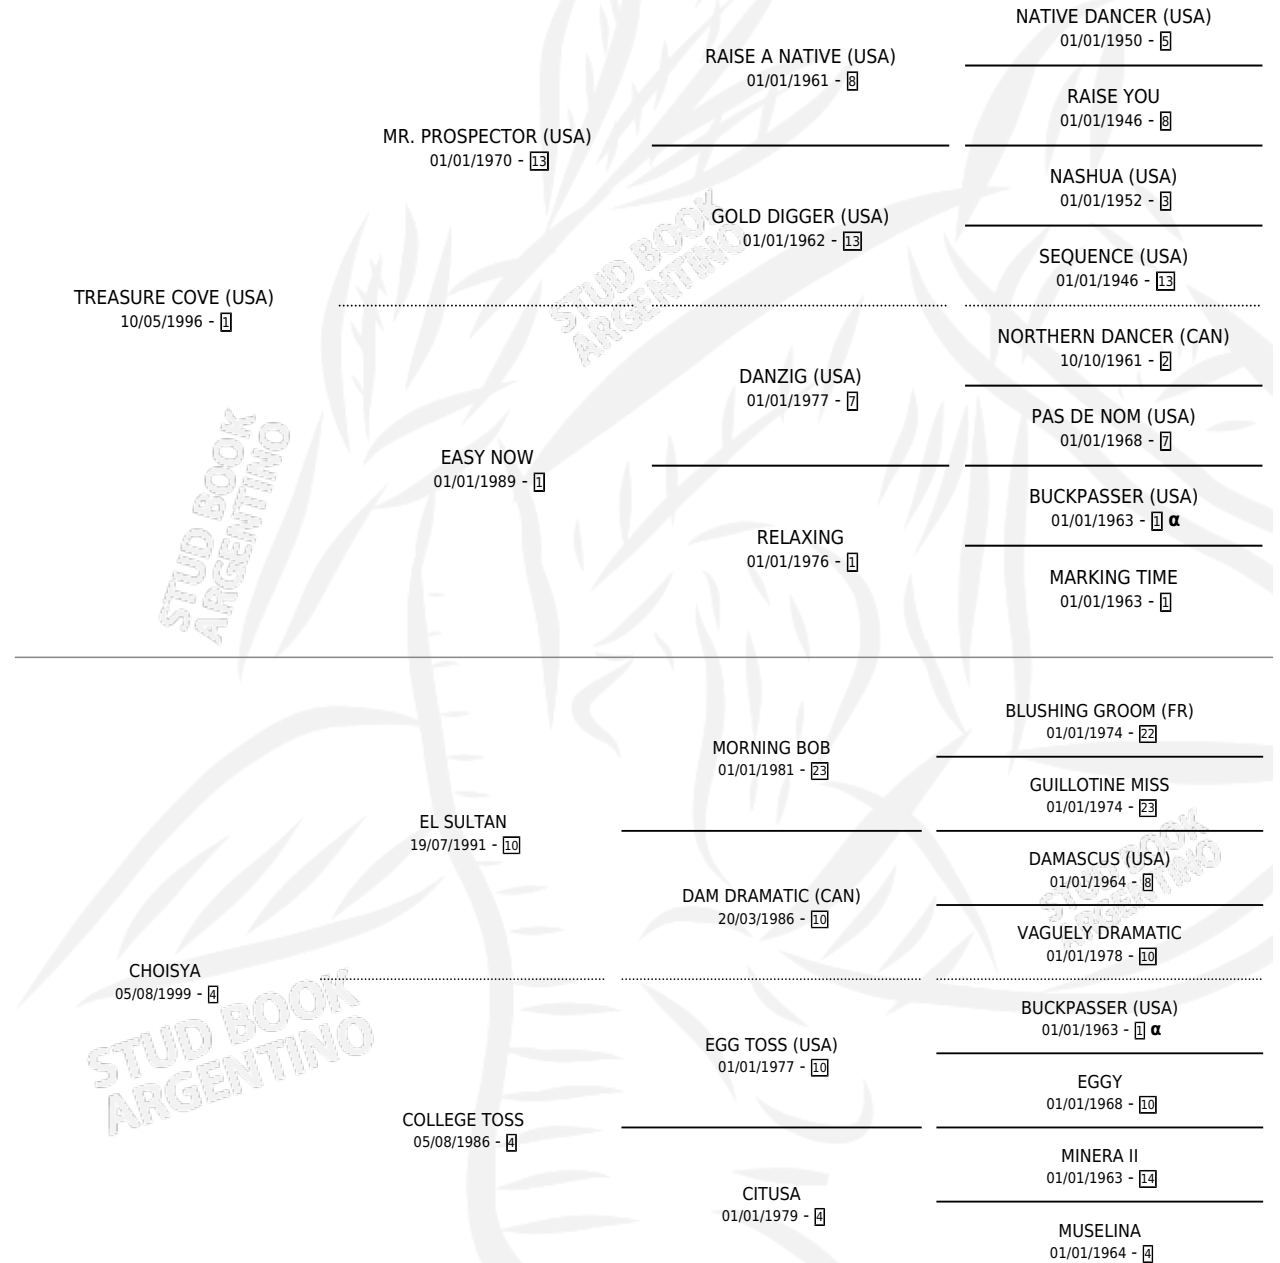 NATIVE DANCER (USA)
01/01/1950 - 5
RAISE A NATIVE (USA)
01/01/1961 - 8
RAISE YOU
01/01/1946 - 8
MR. PROSPECTOR (USA)
01/01/1970 - 13
NASHUA (USA)
01/01/1952 - 3
GOLD DIGGER (USA)
01/01/1962 - 13
SEQUENCE (USA)
01/01/1946 - 13
TREASURE COVE (USA)
10/05/1996 - 1
NORTHERN DANCER (CAN)
10/10/1961 - 2
DANZIG (USA)
01/01/1977 - 7
PAS DE NOM (USA)
01/01/1968 - 7
EASY NOW
01/01/1989 - 1
BUCKPASSER (USA)
01/01/1963 - 1 α
RELAXING
01/01/1976 - 1
MARKING TIME
01/01/1963 - 1
BLUSHING GROOM (FR)
01/01/1974 - 22
MORNING BOB
01/01/1981 - 23
GUILLOTINE MISS
01/01/1974 - 23
EL SULTAN
19/07/1991 - 10
DAMASCUS (USA)
01/01/1964 - 8
DAM DRAMATIC (CAN)
20/03/1986 - 10
VAGUELY DRAMATIC
01/01/1978 - 10
CHOISYA
05/08/1999 - 4
BUCKPASSER (USA)
01/01/1963 - 1 α
EGG TOSS (USA)
01/01/1977 - 10
EGGY
01/01/1968 - 10
COLLEGE TOSS
05/08/1986 - 4
MINERA II
01/01/1963 - 14
CITUSA
01/01/1979 - 4
MUSELINA
01/01/1964 - 4
STUD BOOK
ARGENTINO
STUD BOOK
ARGENTINO
STUD BOOK
ARGENTINO
STUD BOOK
ARGENTINO